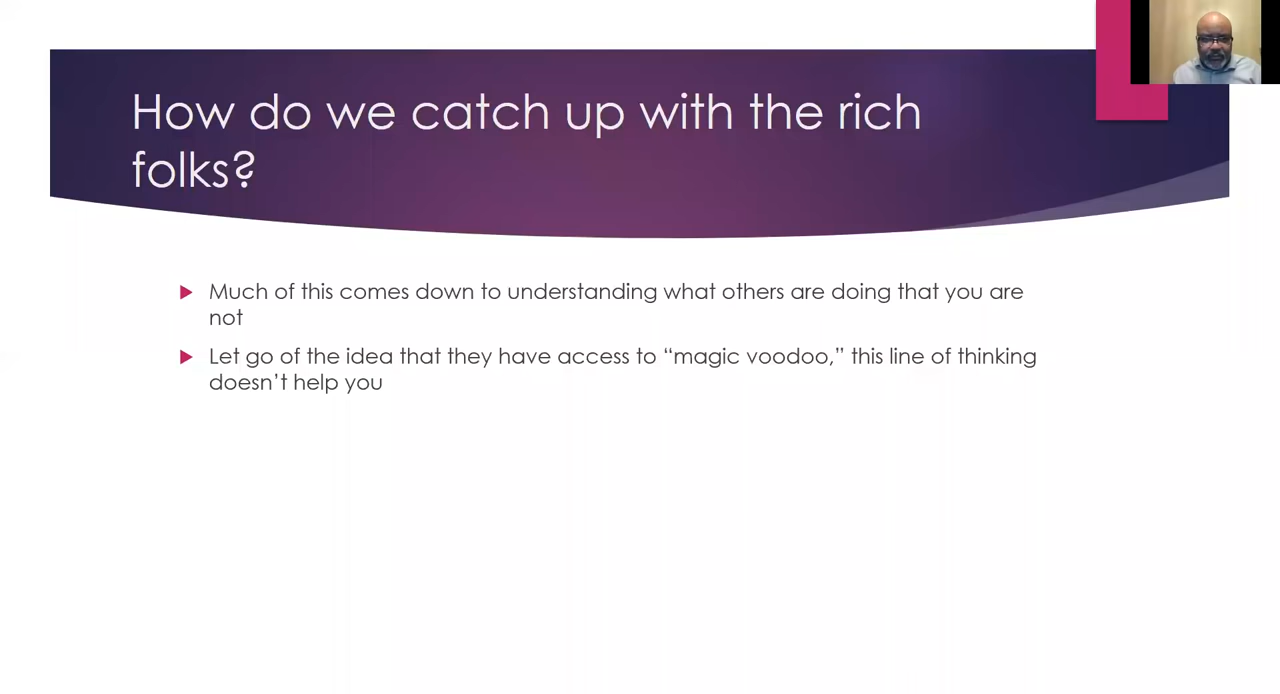 How do we catch up with the rich
folks?
Much of this comes down to understanding what others are doing that you are
not
Let go of the idea that they have access to “magic voodoo,” this line of thinking
doesn’t help you